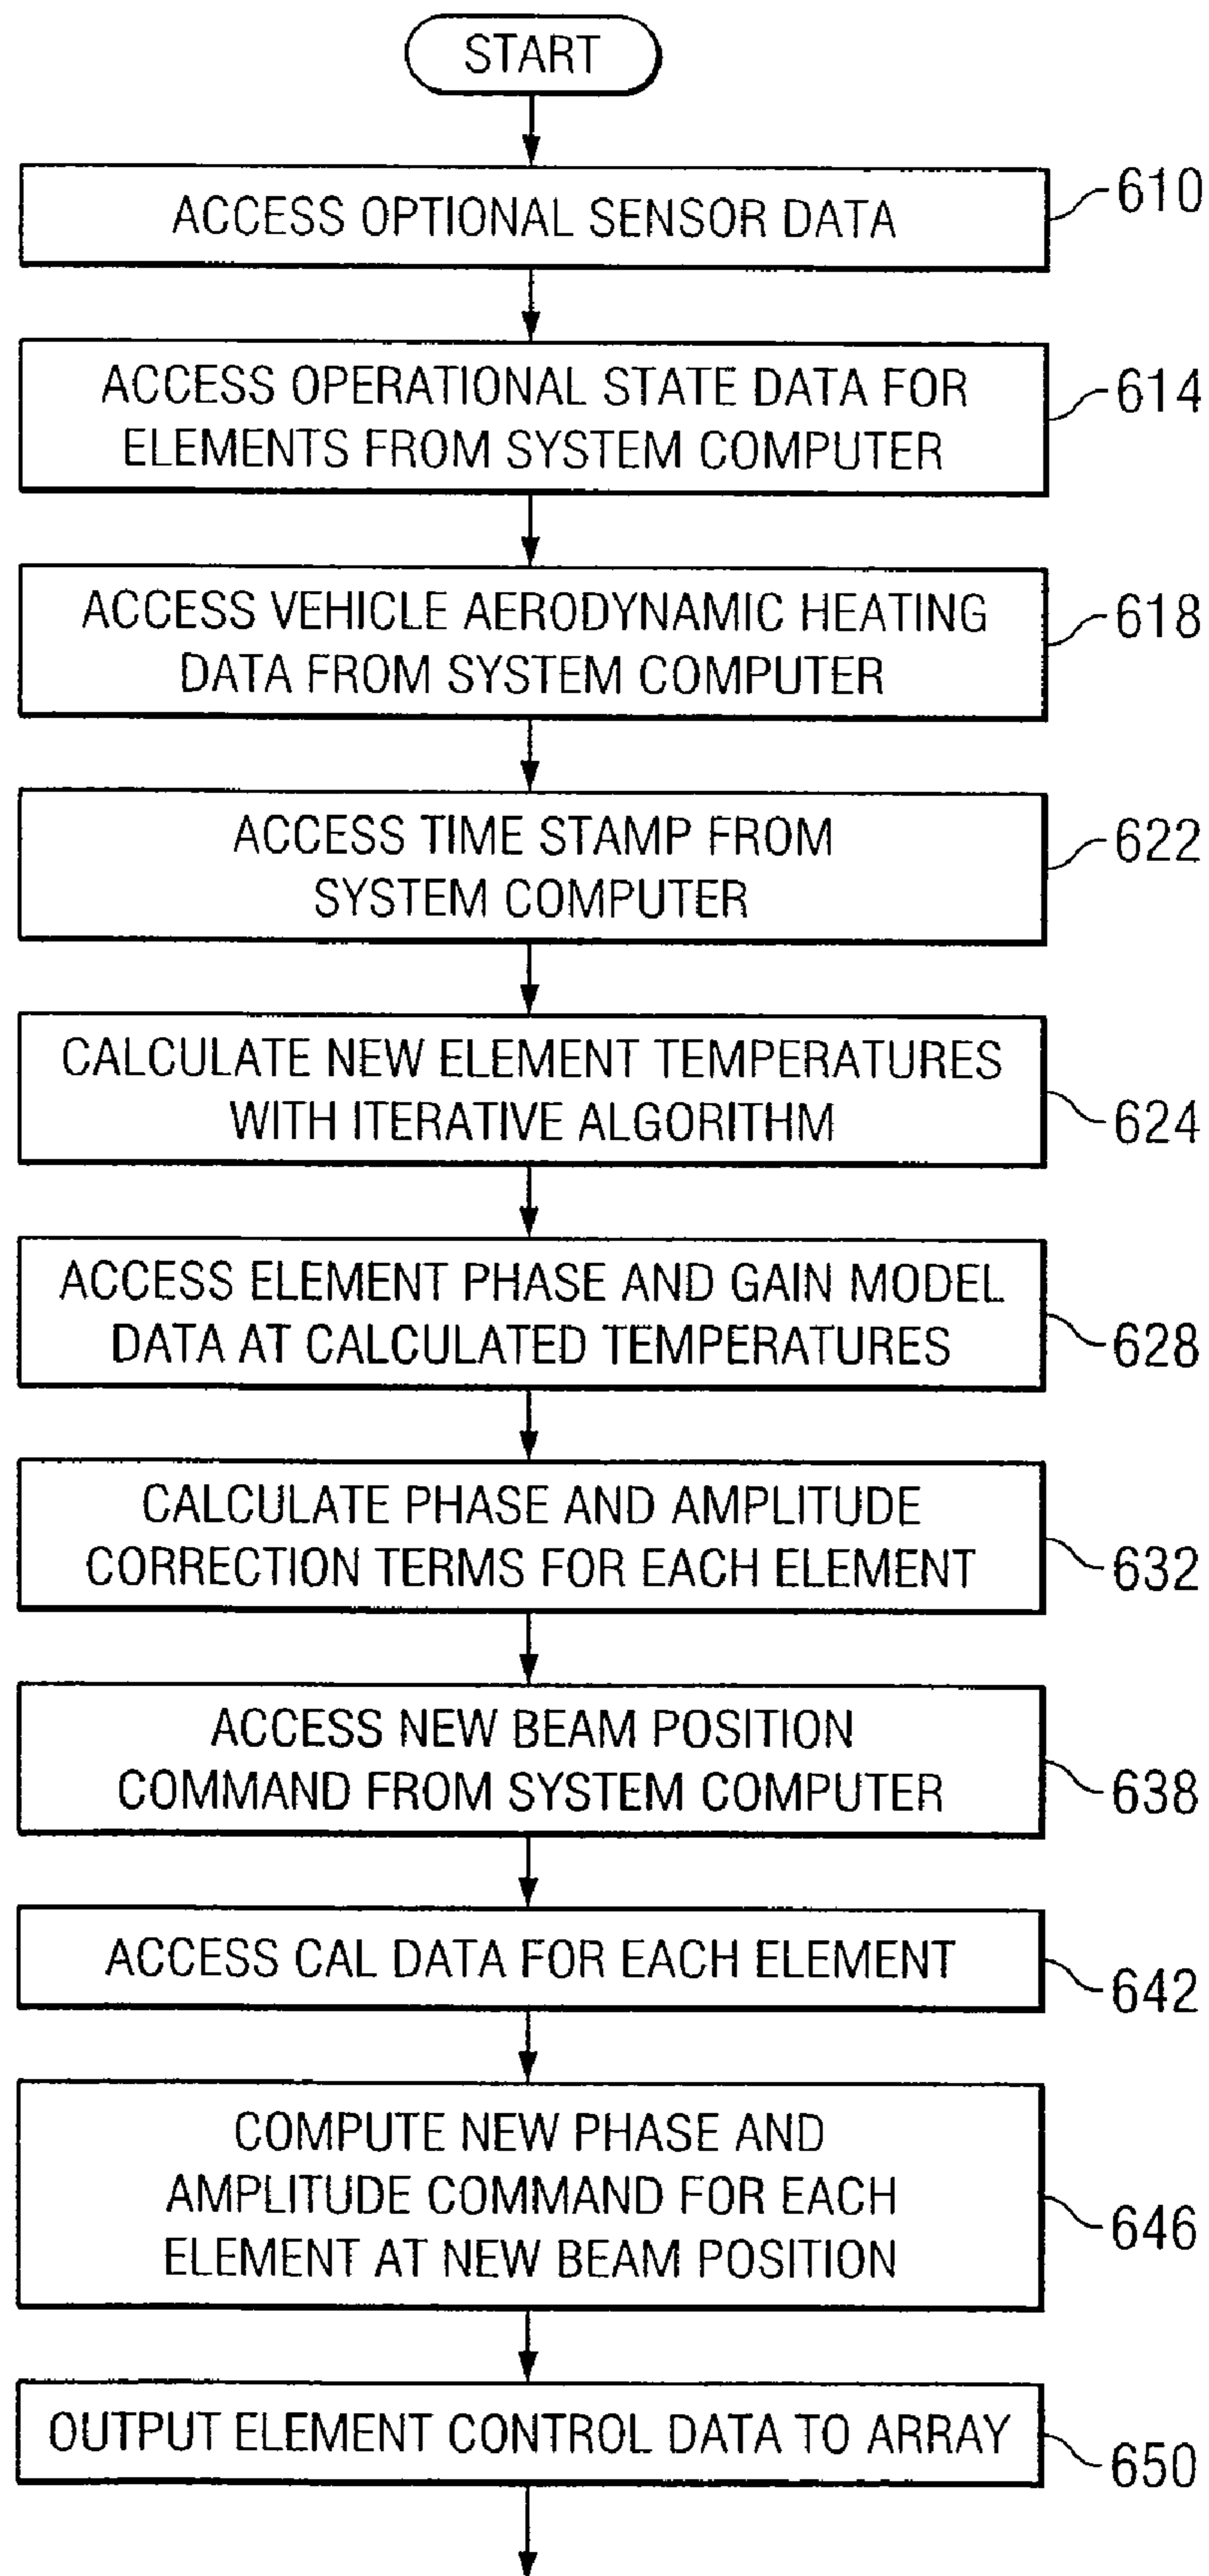 START
ACCESS OPTIONAL SENSOR DATA
610
ACCESS OPERATIONAL STATE DATA FOR
ELEMENTS FROM SYSTEM COMPUTER
614
ACCESS VEHICLE AERODYNAMIC HEATING
DATA FROM SYSTEM COMPUTER
618
ACCESS TIME STAMP FROM
SYSTEM COMPUTER
622
CALCULATE NEW ELEMENT TEMPERATURES
WITH ITERATIVE ALGORITHM
624
ACCESS ELEMENT PHASE AND GAIN MODEL
DATA AT CALCULATED TEMPERATURES
628
CALCULATE PHASE AND AMPLITUDE
CORRECTION TERMS FOR EACH ELEMENT
632
ACCESS NEW BEAM POSITION
COMMAND FROM SYSTEM COMPUTER
638
ACCESS CAL DATA FOR EACH ELEMENT
642
COMPUTE NEW PHASE AND
AMPLITUDE COMMAND FOR EACH
ELEMENT AT NEW BEAM POSITION
646
OUTPUT ELEMENT CONTROL DATA TO ARRAY
650